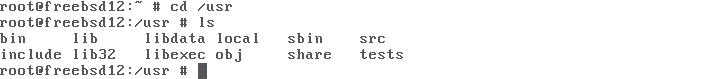 root@freebsd12:~ # cd /usr
root@freebsd12:/usr # ls
bin     lib     libdata local   sbin    src
include lib32   libexec obj     share   tests
root@freebsd12:/usr #